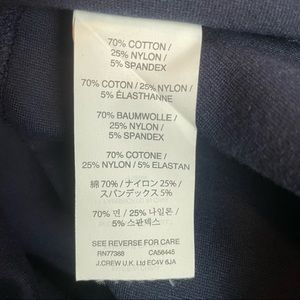 70% COTTON /
25% NYLON /
5% SPANDEX
70% COTON / 25% NYLON /
5% ÉLASTHANNE
70% BAUMWOLLE /
25% NYLON /
5% SPANDEX
70% COTONE /
25% NYLON / 5% ELASTAN
綿 70% / ナイロン 25% /
スパンデックス 5%
70% 면 / 25% 나일론 /
5% 스판덱스
SEE REVERSE FOR CARE
RN77388 CA56445
J.CREW U.K. Ltd EC4V 6JA